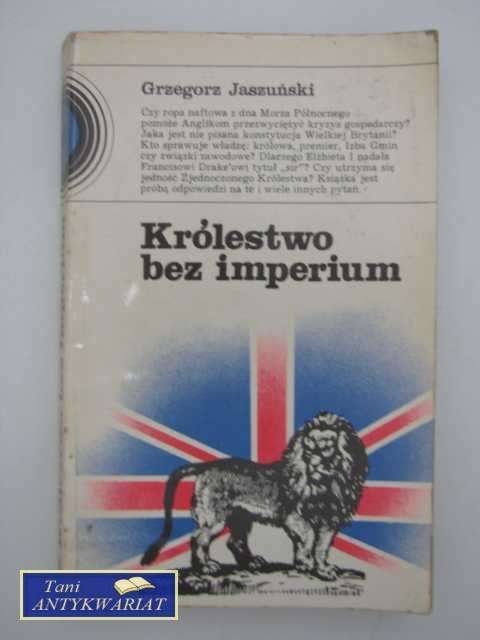 Grzegorz Jaszuński
Czy ropa naftowa z dna Morza Północnego
pomoże Anglikom przezwyciężyć kryzys gospodarczy?
Jaka jest nie pisana konstytucja Wielkiej Brytanii?
Kto sprawuje władzę: królowa, premier, Izba Gmin
czy związki zawodowe? Dlaczego Elżbieta I nadała
Francisowi Drake'owi tytuł „sir"? Czy utrzyma się
jedność Zjednoczonego Królestwa? Książka jest
próbą odpowiedzi na te i wiele innych pytań.
Królestwo
bez imperium
Tani
ANTYKWARIAT